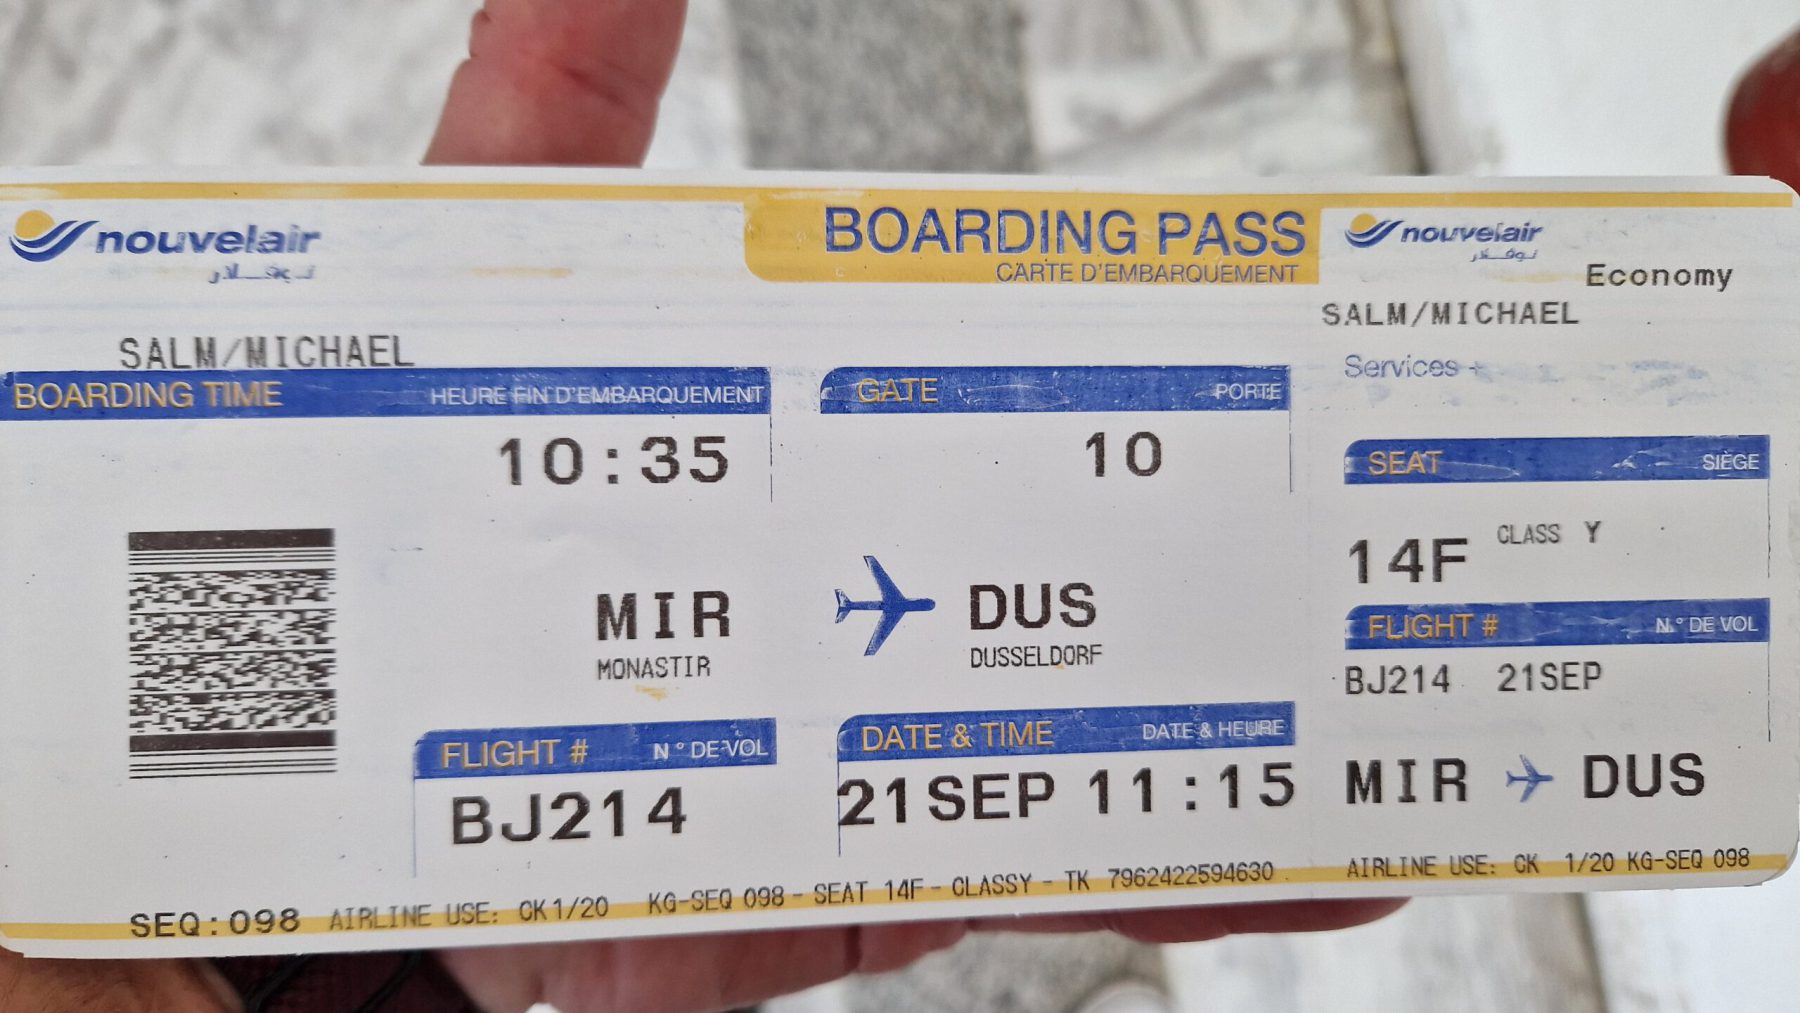 nouvelair
BOARDING PASS
CARTE D'EMBARQUEMENT
SALM/MICHAEL
BOARDING TIME HEURE FIN D'EMBARQUEMENT
10:35
GATE PORTE
10
MIR
MONASTIR
DUS
DUSSELDORF
FLIGHT # N° DE VOL
BJ214
DATE & TIME DATE & HEURE
21SEP 11:15
SEQ:098 AIRLINE USE: CK1/20 KG-SEQ 098 - SEAT 14F - CLASSY - TK 7962422594630
nouvelair
نوفلار
Economy
SALM/MICHAEL
Services +
SEAT SIÈGE
14F CLASS Y
FLIGHT # N.° DE VOL
BJ214 21SEP
MIR DUS
AIRLINE USE: CK 1/20 KG-SEQ 098